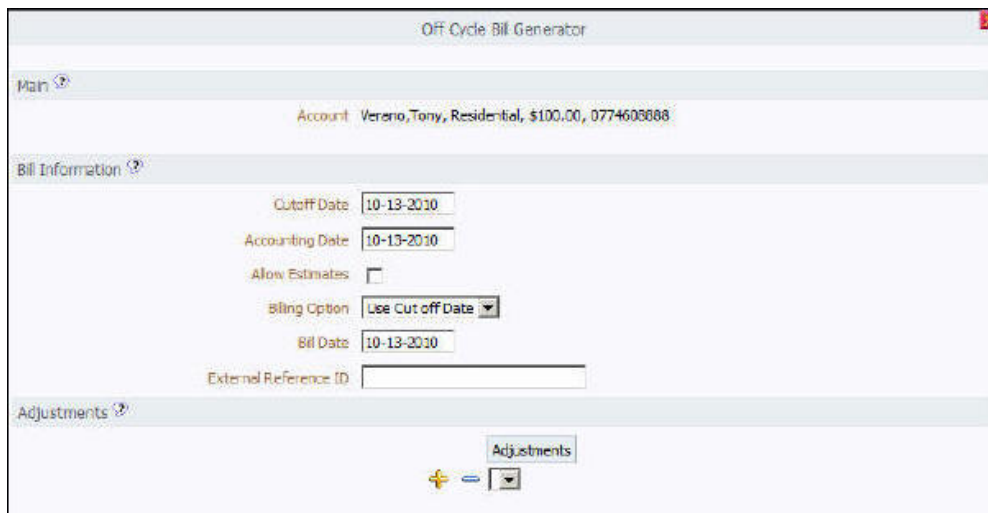 Off Cycle Bill Generator
Main
Account Verano,Tony, Residential, $100.00, 0774608888
Bill Information
Cutoff Date 10-13-2010
Accounting Date 10-13-2010
Allow Estimates
Billing Option Use Cut off Date
Bill Date 10-13-2010
External Reference ID
Adjustments
Adjustments